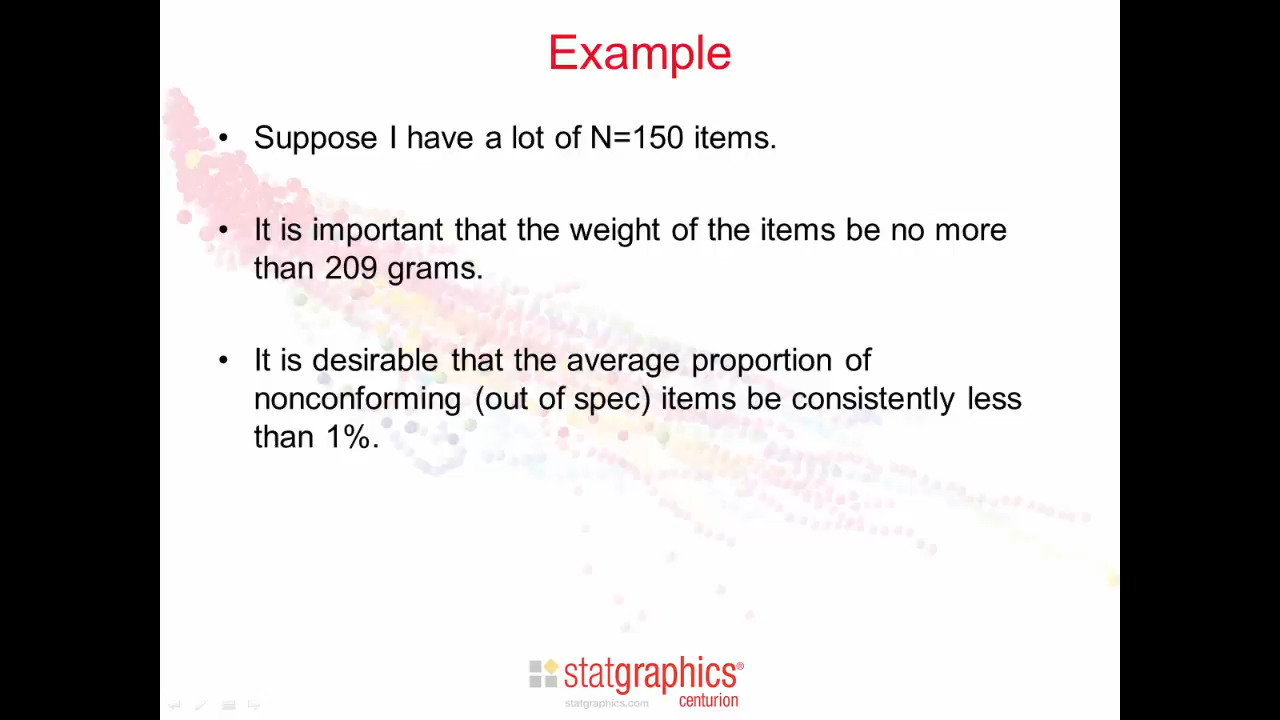 Example
• Suppose I have a lot of N=150 items.
• It is important that the weight of the items be no more
than 209 grams.
• It is desirable that the average proportion of
nonconforming (out of spec) items be consistently less
than 1%.
statgraphics®
centurion
statgraphics.com